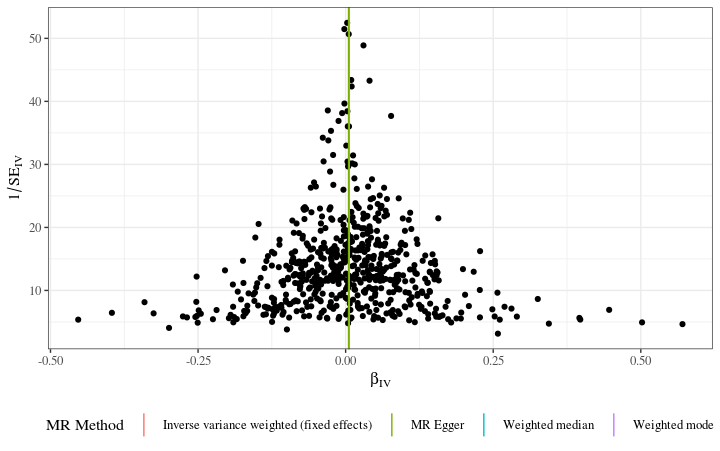 50
40
30
20
10
1/SE_IV
-0.50
-0.25
0.00
0.25
0.50
β_IV
MR Method
Inverse variance weighted (fixed effects)
MR Egger
Weighted median
Weighted mode